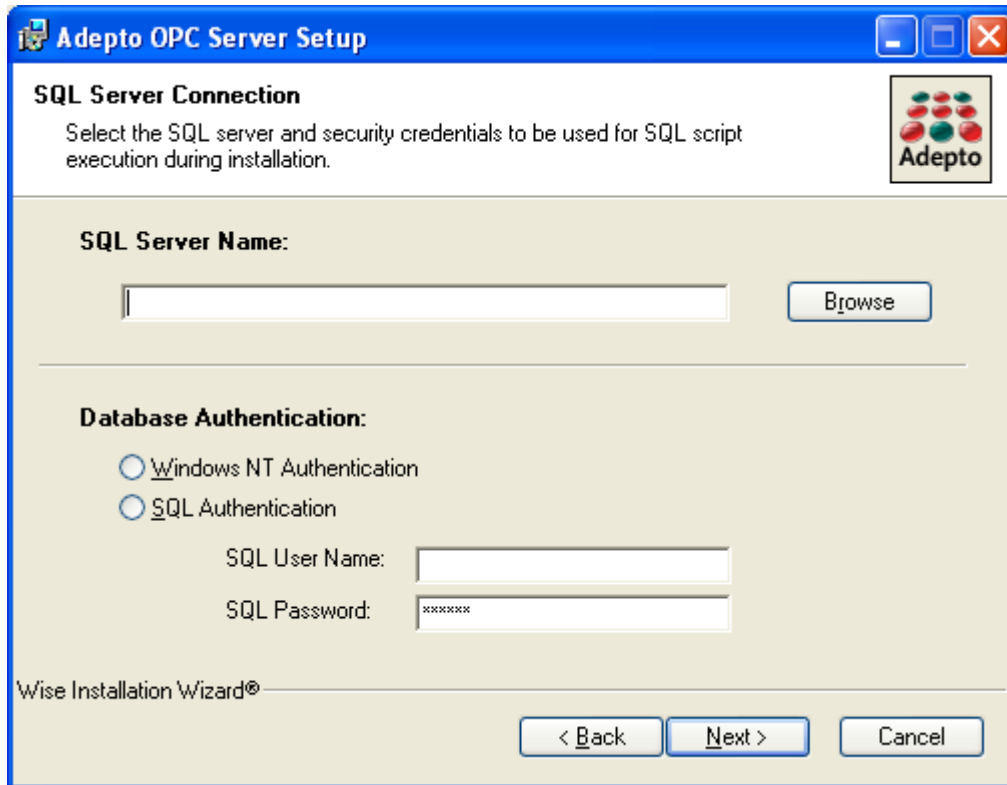 Adepto OPC Server Setup
SQL Server Connection
Select the SQL server and security credentials to be used for SQL script
execution during installation.
Adepto
SQL Server Name:
Browse
Database Authentication:
Windows NT Authentication
SQL Authentication
SQL User Name:
SQL Password: ××××××
Wise Installation Wizard®
< Back Next > Cancel